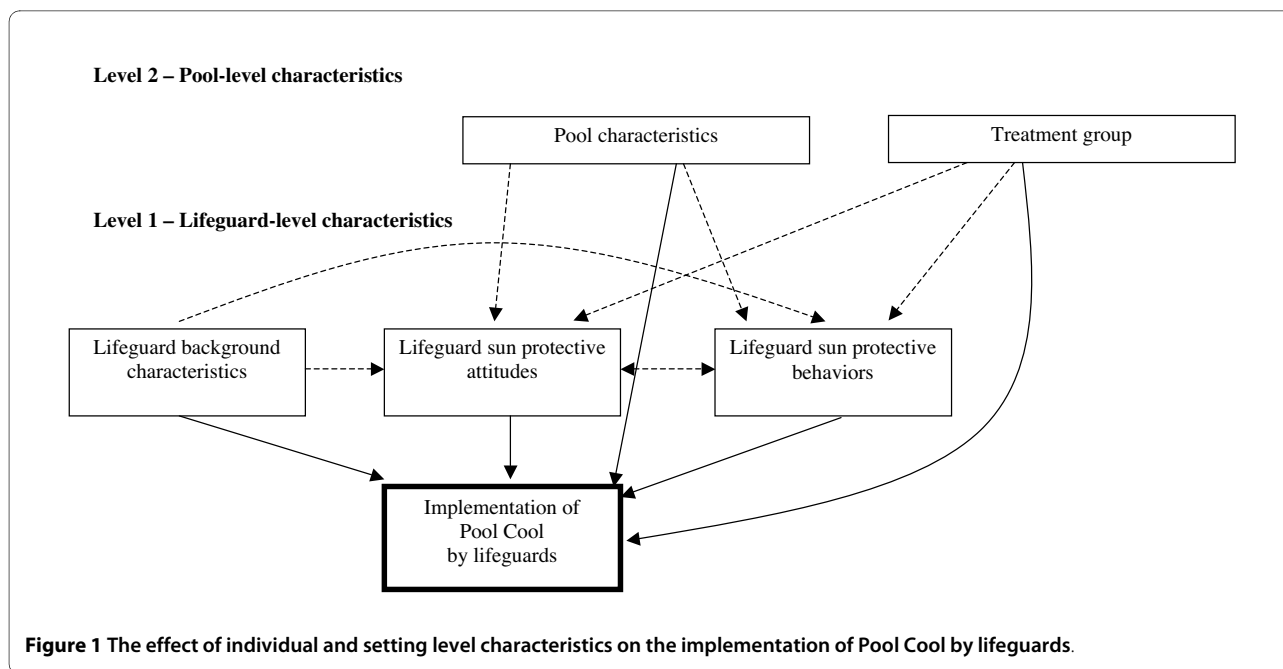 Level 2 – Pool-level characteristics
Pool characteristics
Treatment group
Level 1 – Lifeguard-level characteristics
Lifeguard background
characteristics
Lifeguard sun protective
attitudes
Lifeguard sun protective
behaviors
Implementation of
Pool Cool
by lifeguards
Figure 1 The effect of individual and setting level characteristics on the implementation of Pool Cool by lifeguards.